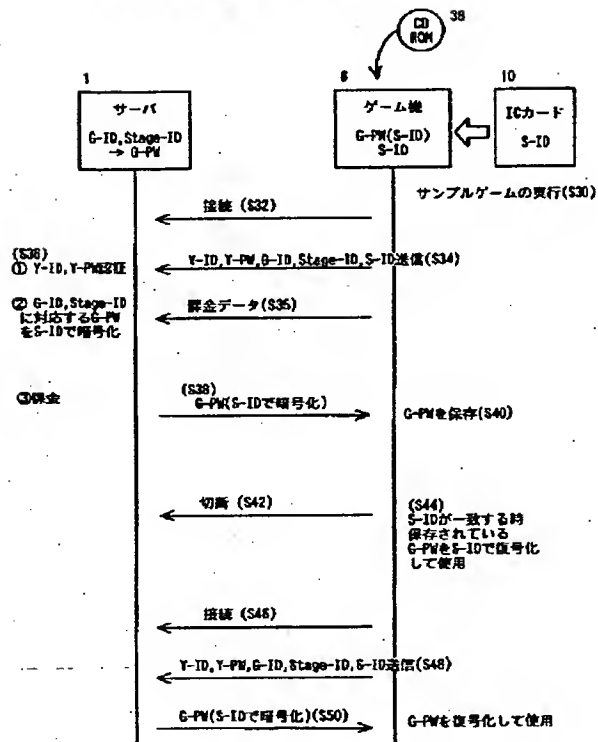 38
CD
ROM
1
サーバ
G-ID,Stage-ID
→ G-PW
6
ゲーム機
G-PW(S-ID)
S-ID
10
ICカード
S-ID
サンプルゲームの実行(S30)
接続 (S32)
(S36)
① Y-ID,Y-PW認証
Y-ID,Y-PW,G-ID,Stage-ID,S-ID送信(S34)
② G-ID,Stage-ID
に対応するG-PW
をS-IDで暗号化
課金データ(S35)
③課金
(S38)
G-PW(S-IDで暗号化)
G-PWを保存(S40)
切断 (S42)
(S44)
S-IDが一致する時
保存されている
G-PWをS-IDで復号化
して使用
接続 (S46)
Y-ID,Y-PW,G-ID,Stage-ID,S-ID送信(S48)
G-PW(S-IDで暗号化)(S50)
G-PWを復号化して使用